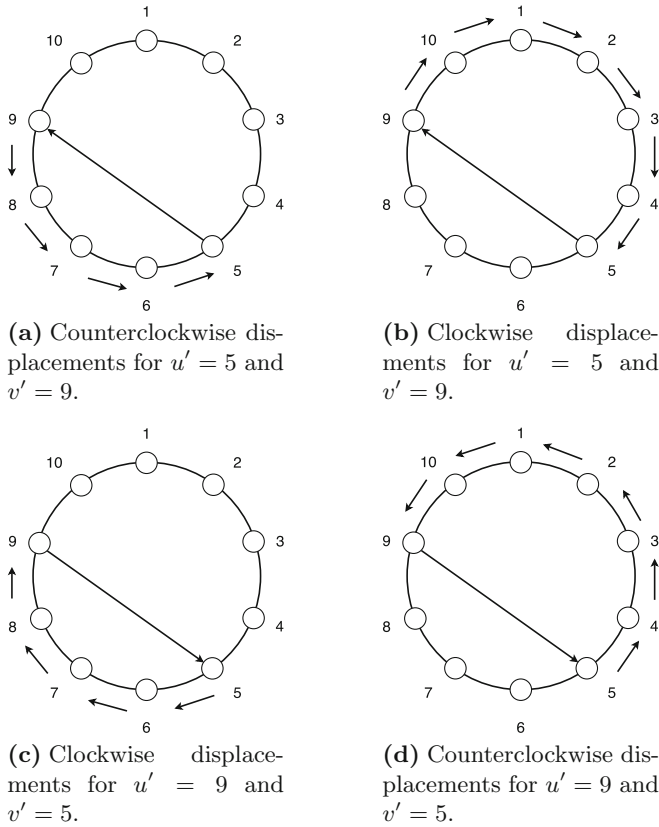 1 1
10 2 10 2
9 3 9 3
8 4 8 4
7 5 7 5
6 6
(a) Counterclockwise dis-
placements for u′ = 5 and
v′ = 9.
(b) Clockwise displace-
ments for u′ = 5 and
v′ = 9.
1 1
10 2 10 2
9 3 9 3
8 4 8 4
7 5 7 5
6 6
(c) Clockwise displace-
ments for u′ = 9 and
v′ = 5.
(d) Counterclockwise dis-
placements for u′ = 9 and
v′ = 5.